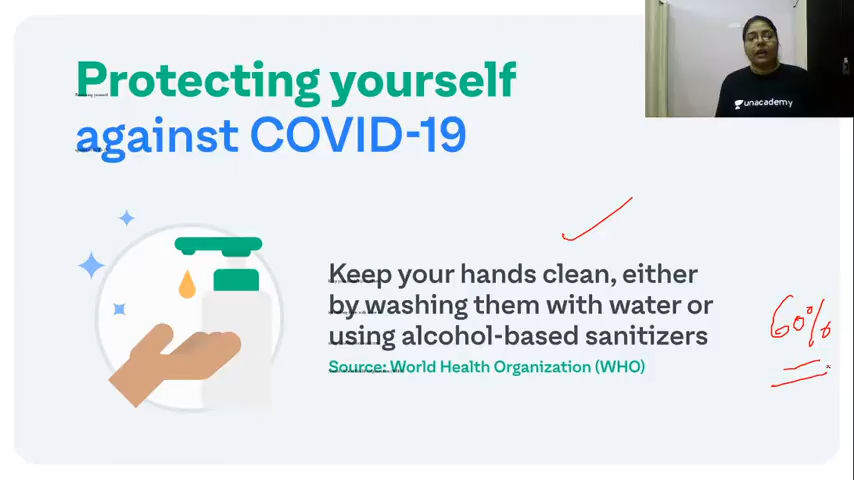 Protecting yourself
against COVID-19
unacademy
Keep your hands clean, either
by washing them with water or
using alcohol-based sanitizers
Source: World Health Organization (WHO)
60%